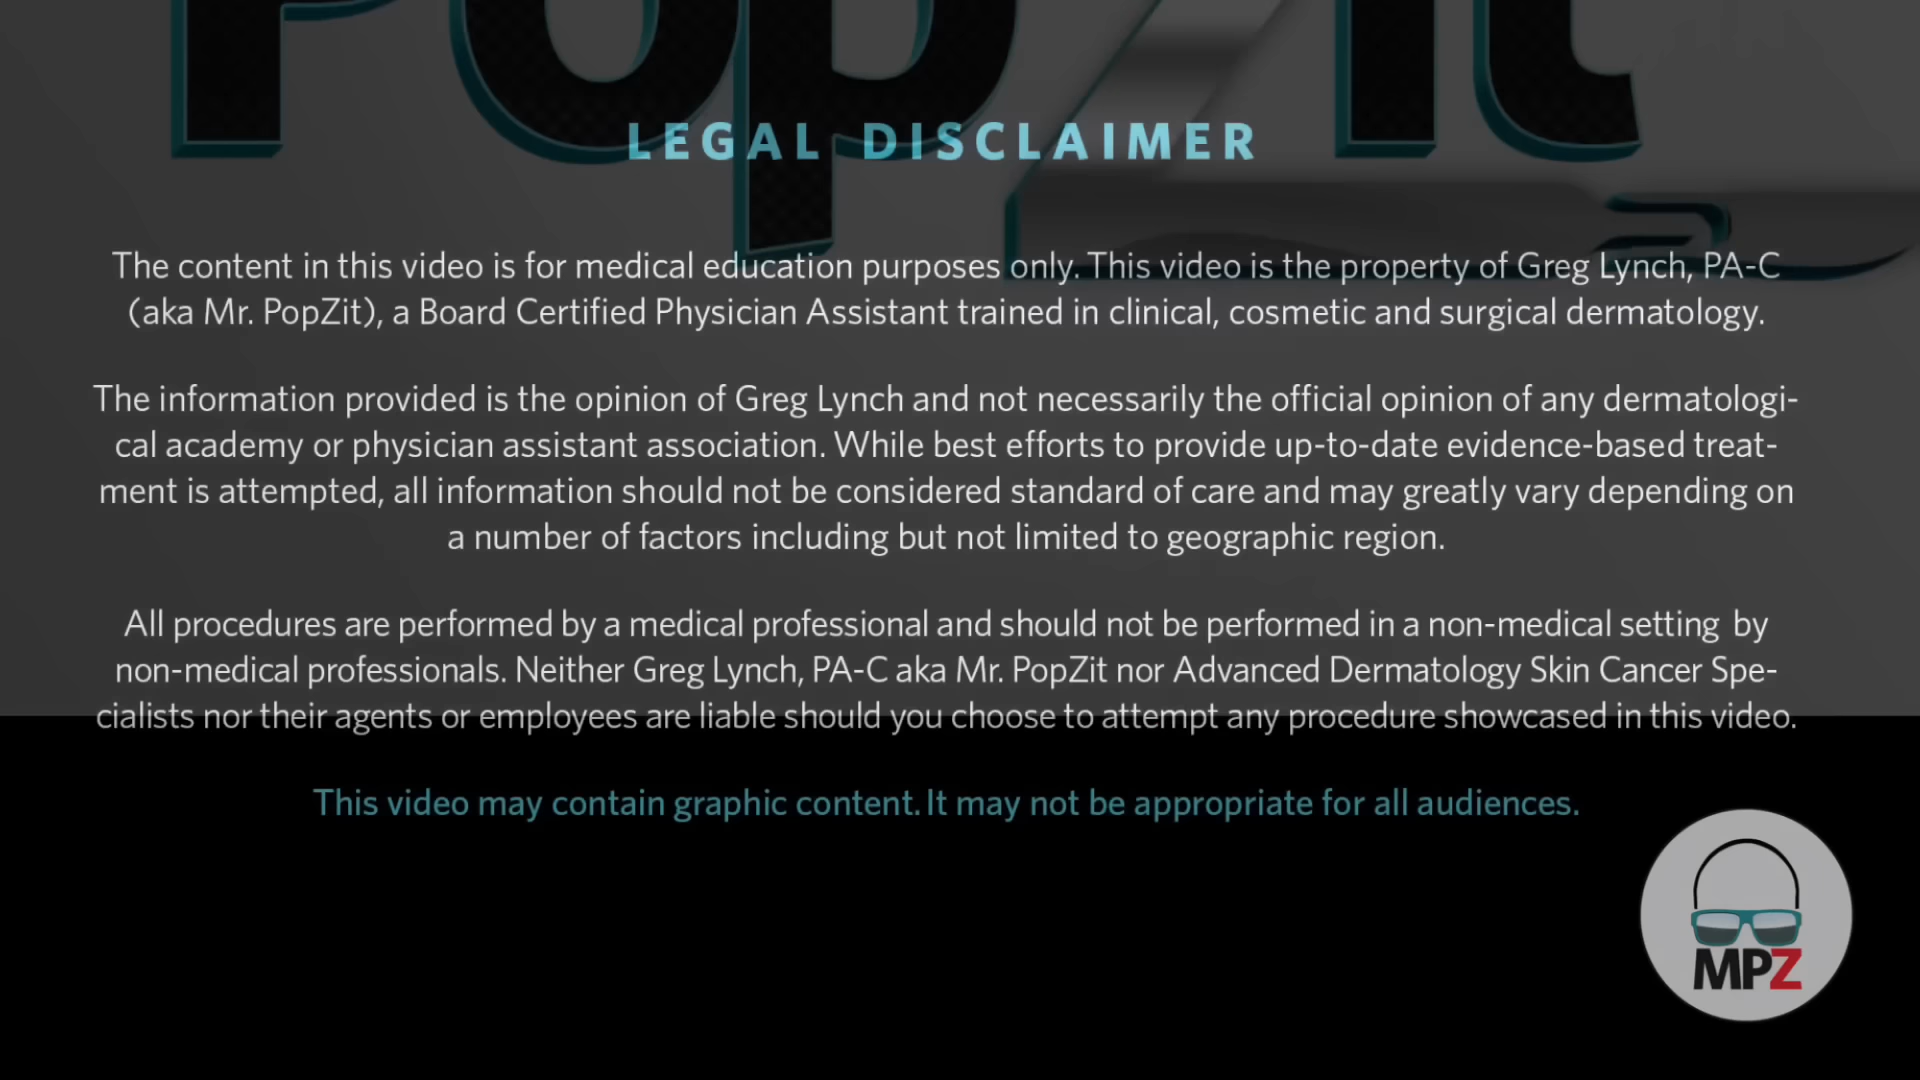 PopZit
LEGAL DISCLAIMER
The content in this video is for medical education purposes only. This video is the property of Greg Lynch, PA-C
(aka Mr. PopZit), a Board Certified Physician Assistant trained in clinical, cosmetic and surgical dermatology.
The information provided is the opinion of Greg Lynch and not necessarily the official opinion of any dermatologi-
cal academy or physician assistant association. While best efforts to provide up-to-date evidence-based treat-
ment is attempted, all information should not be considered standard of care and may greatly vary depending on
a number of factors including but not limited to geographic region.
All procedures are performed by a medical professional and should not be performed in a non-medical setting by
non-medical professionals. Neither Greg Lynch, PA-C aka Mr. PopZit nor Advanced Dermatology Skin Cancer Spe-
cialists nor their agents or employees are liable should you choose to attempt any procedure showcased in this video.
This video may contain graphic content. It may not be appropriate for all audiences.
MPZ